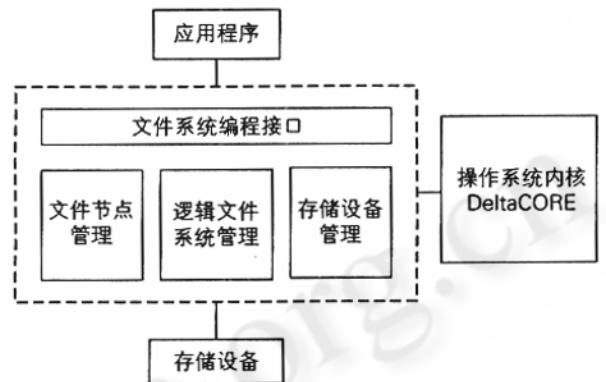 应用程序
文件系统编程接口
文件节点
管理
逻辑文件
系统管理
存储设备
管理
操作系统内核
DeltaCORE
存储设备
org.cn